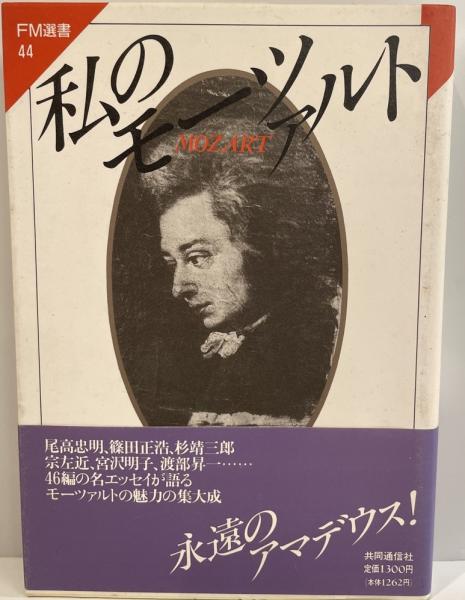 FM選書
44
私の
モーツァルト
MOZART
尾高忠明、篠田正浩、杉靖三郎
宗左近、宮沢明子、渡部昇一……
46編の名エッセイが語る
モーツァルトの魅力の集大成
永遠の
アマデウス!
共同通信社
定価1300円
(本体1262円)